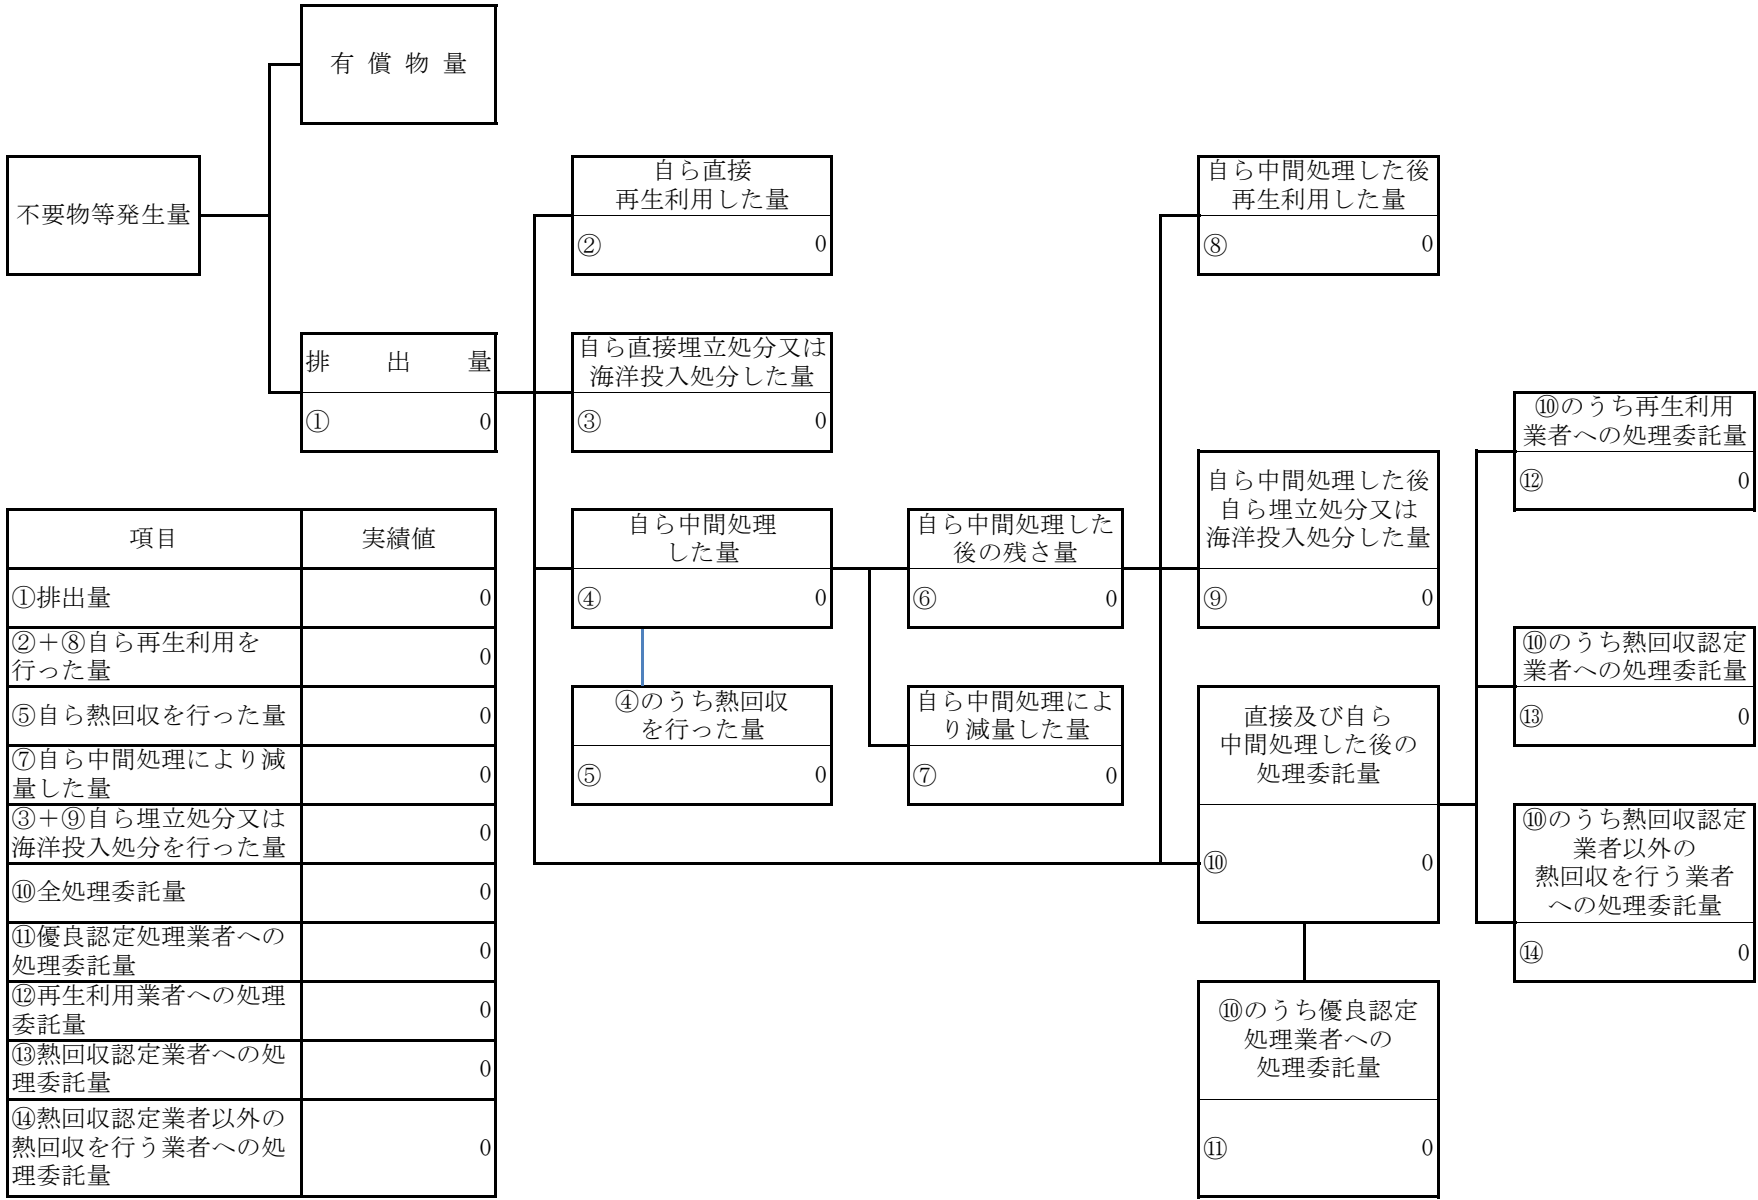 有償物量
不要物等発生量
排出量
① 0
自ら直接
再生利用した量
② 0
自ら直接埋立処分又は
海洋投入処分した量
③ 0
自ら中間処理
した量
④ 0
④のうち熱回収
を行った量
⑤ 0
自ら中間処理した
後の残さ量
⑥ 0
自ら中間処理によ
り減量した量
⑦ 0
自ら中間処理した後
再生利用した量
⑧ 0
自ら中間処理した後
自ら埋立処分又は
海洋投入処分した量
⑨ 0
直接及び自ら
中間処理した後の
処理委託量
⑩ 0
⑩のうち優良認定
処理業者への
処理委託量
⑪ 0
⑩のうち再生利用
業者への処理委託量
⑫ 0
⑩のうち熱回収認定
業者への処理委託量
⑬ 0
⑩のうち熱回収認定
業者以外の
熱回収を行う業者
への処理委託量
⑭ 0
項目 実績値
①排出量 0
②＋⑧自ら再生利用を
行った量 0
⑤自ら熱回収を行った量 0
⑦自ら中間処理により減
量した量 0
③＋⑨自ら埋立処分又は
海洋投入処分を行った量 0
⑩全処理委託量 0
⑪優良認定処理業者への
処理委託量 0
⑫再生利用業者への処理
委託量 0
⑬熱回収認定業者への処
理委託量 0
⑭熱回収認定業者以外の
熱回収を行う業者への処
理委託量 0